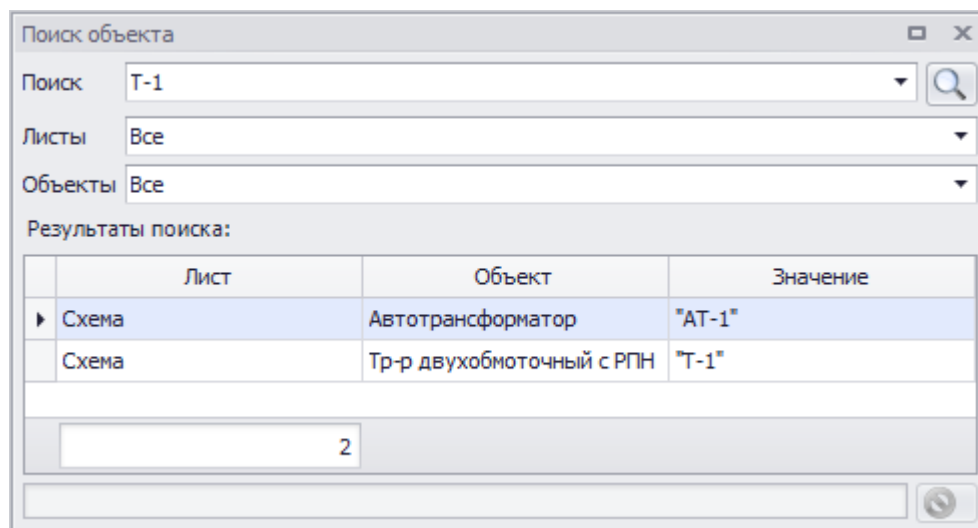 Поиск объекта
Поиск Т-1
Листы Все
Объекты Все
Результаты поиска:
Лист Объект Значение
Схема Автотрансформатор "АТ-1"
Схема Тр-р двухобмоточный с РПН "Т-1"
2